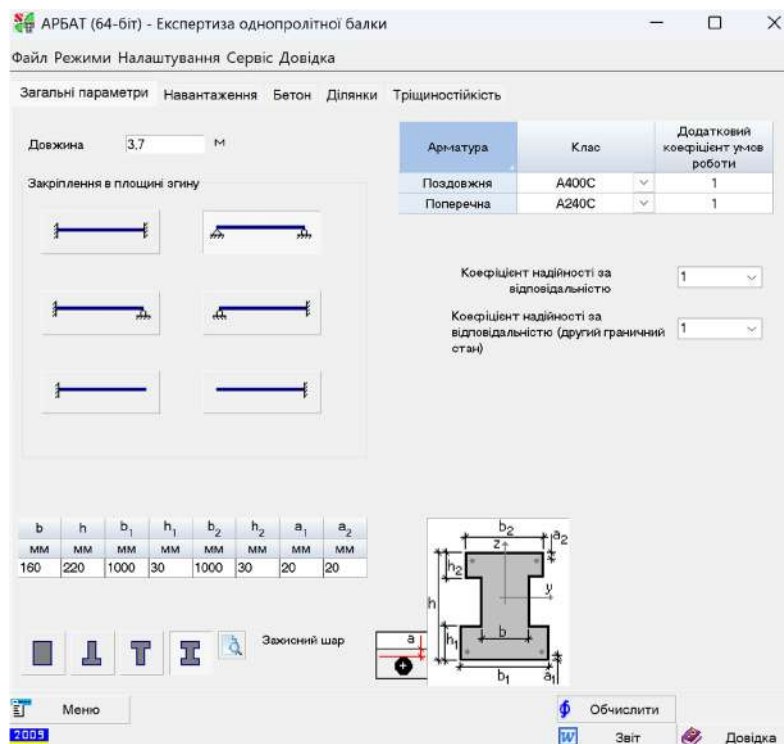 АРБАТ (64-біт) - Експертиза однопролітної балки
Файл Режими Налаштування Сервіс Довідка
Загальні параметри Навантаження Бетон Ділянки Тріщиностійкість
Довжина 3,7 м
Закріплення в площині згину
Арматура Клас Додатковий коефіцієнт умов роботи
Поздовжня A400C 1
Поперечна A240C 1
Коефіцієнт надійності за
відповідальністю 1
Коефіцієнт надійності за
відповідальністю (другий граничний 1
стан)
b h b1 h1 b2 h2 a1 a2
мм мм мм мм мм мм мм мм
160 220 1000 30 1000 30 20 20
b2
a2
z
h2
y
h
b
h1
b1 a1
Захисний шар a
Меню Обчислити
2009 Звіт Довідка